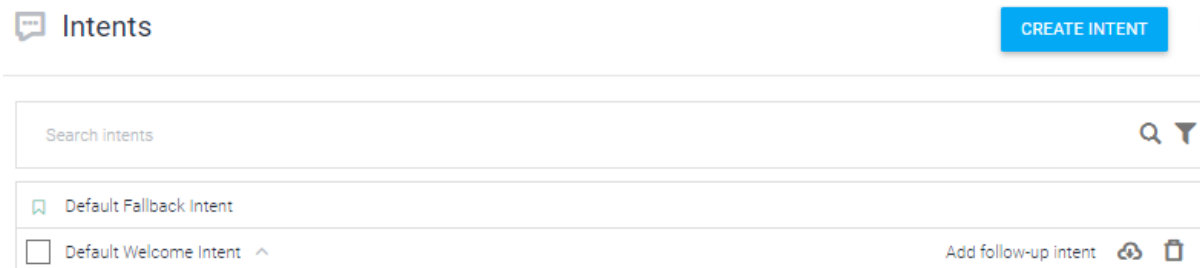 Intents
CREATE INTENT
Search intents
Default Fallback Intent
Default Welcome Intent
Add follow-up intent